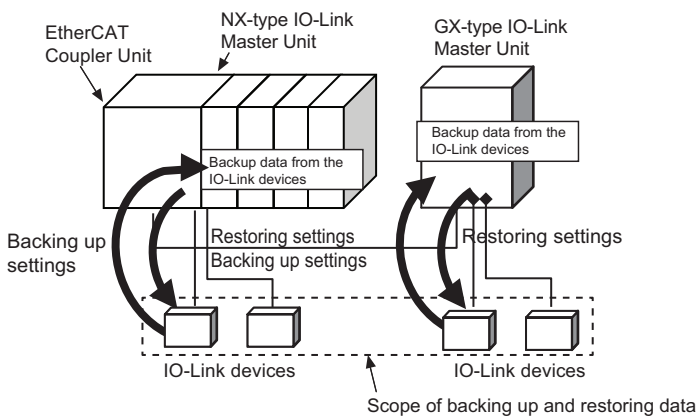 EtherCAT
Coupler Unit
NX-type IO-Link
Master Unit
GX-type IO-Link
Master Unit
Backup data from the
IO-Link devices
Backup data from the
IO-Link devices
Backing up
settings
Restoring settings
Backing up settings
Restoring settings
IO-Link devices
IO-Link devices
Scope of backing up and restoring data